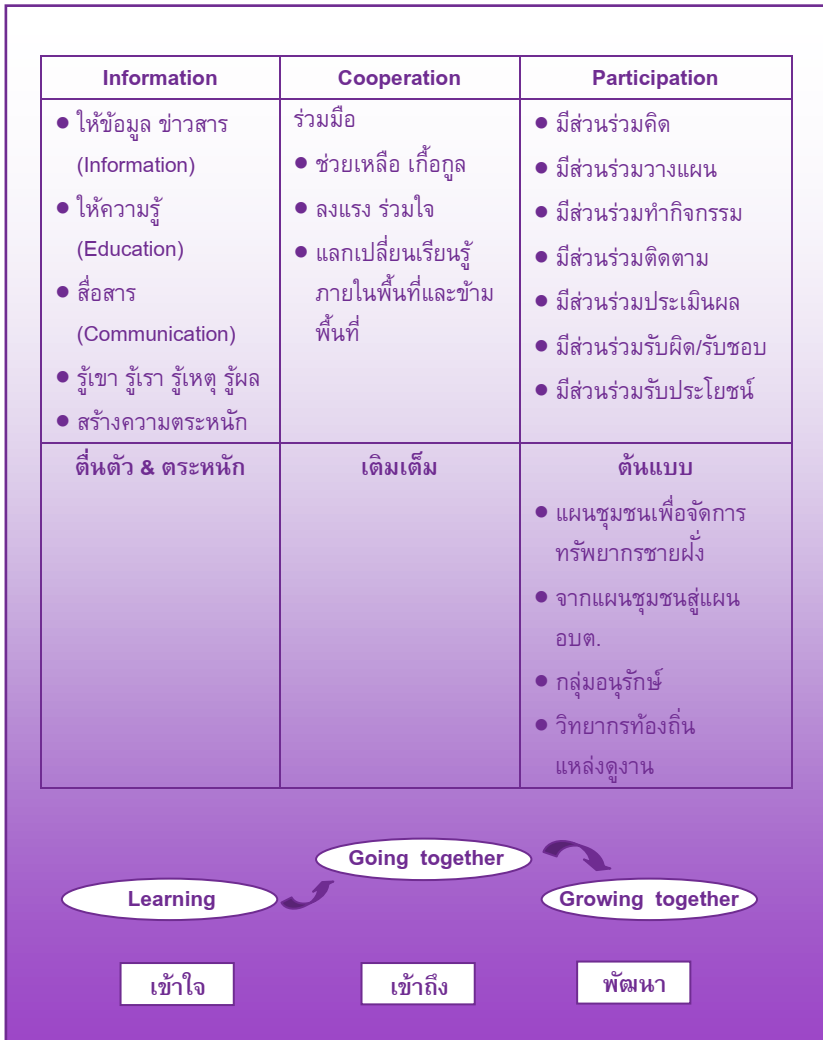 Information
Cooperation
Participation
● ให้ข้อมูล ข่าวสาร
(Information)
● ให้ความรู้
(Education)
● สื่อสาร
(Communication)
● รู้เขา รู้เรา รู้เหตุ รู้ผล
● สร้างความตระหนัก
ร่วมมือ
● ช่วยเหลือ เกื้อกูล
● ลงแรง ร่วมใจ
● แลกเปลี่ยนเรียนรู้
ภายในพื้นที่และข้าม
พื้นที่
● มีส่วนร่วมคิด
● มีส่วนร่วมวางแผน
● มีส่วนร่วมทำกิจกรรม
● มีส่วนร่วมติดตาม
● มีส่วนร่วมประเมินผล
● มีส่วนร่วมรับผิด/รับชอบ
● มีส่วนร่วมรับประโยชน์
ตื่นตัว & ตระหนัก
เติมเต็ม
ต้นแบบ
● แผนชุมชนเพื่อจัดการ
ทรัพยากรชายฝั่ง
● จากแผนชุมชนสู่แผน
อบต.
● กลุ่มอนุรักษ์
● วิทยากรท้องถิ่น
แหล่งดูงาน
Going together
Learning
Growing together
เข้าใจ
เข้าถึง
พัฒนา